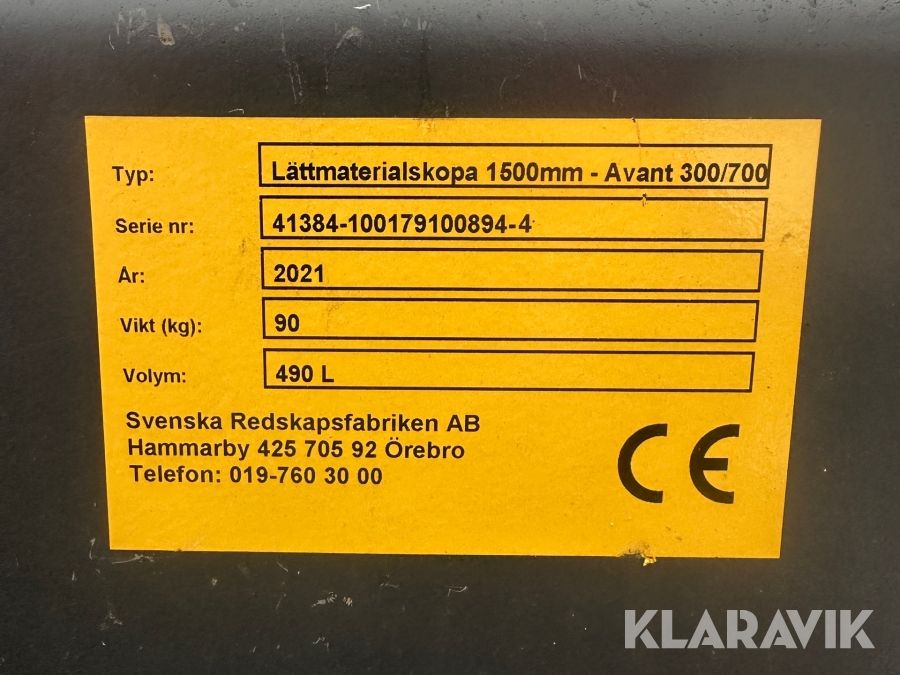 Typ: Lättmaterialskopa 1500mm - Avant 300/700
Serie nr: 41384-100179100894-4
År: 2021
Vikt (kg): 90
Volym: 490 L
Svenska Redskapsfabriken AB
Hammarby 425 705 92 Örebro
Telefon: 019-760 30 00
CE
KLARAVIK